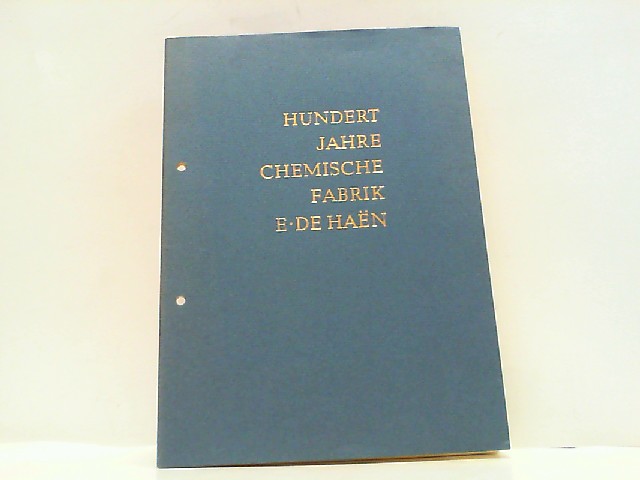 HUNDERT
JAHRE
CHEMISCHE
FABRIK
E·DE HAËN